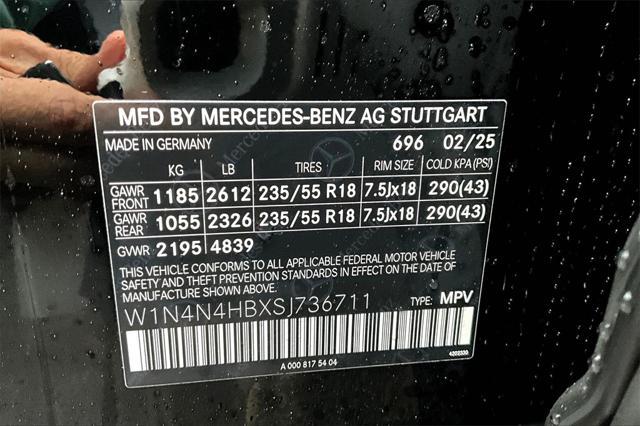 MFD BY MERCEDES-BENZ AG STUTTGART
MADE IN GERMANY 696 02/25
KG LB TIRES RIM SIZE COLD KPA (PSI)
GAWR FRONT 1185 2612 235/55 R18 7.5Jx18 290(43)
GAWR REAR 1055 2326 235/55 R18 7.5Jx18 290(43)
GVWR 2195 4839
THIS VEHICLE CONFORMS TO ALL APPLICABLE FEDERAL MOTOR VEHICLE
SAFETY AND THEFT PREVENTION STANDARDS IN EFFECT ON THE DATE OF
MANUFACTURE SHOWN ABOVE.
W1N4N4HBXSJ736711 TYPE: MPV
A 000 817 54 04